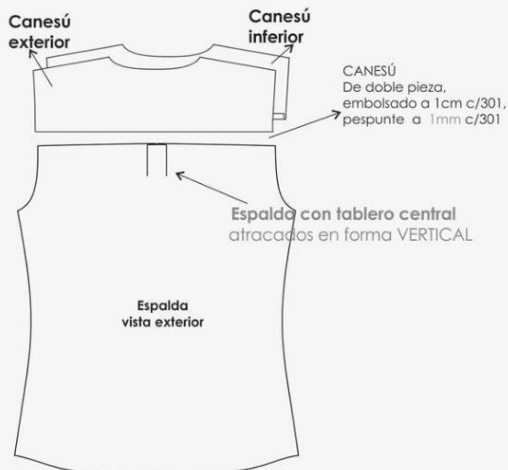 Canesú
exterior
Canesú
inferior
CANESÚ
De doble pieza,
embolsado a 1cm c/301,
pespunte a 1mm c/301
Espalda con tablero central
atracados en forma VERTICAL
Espalda
vista exterior